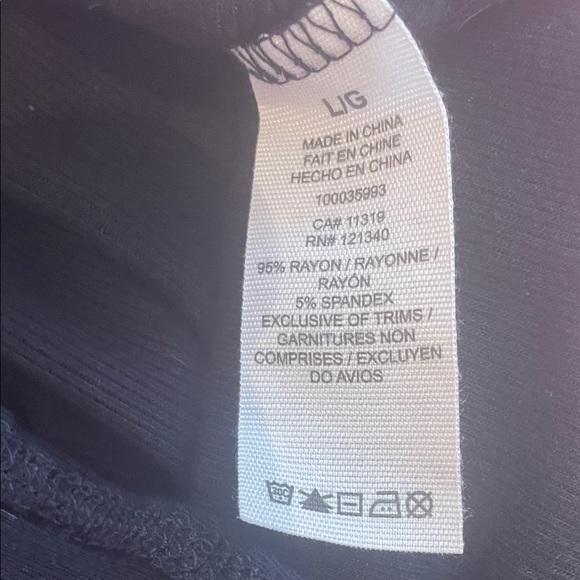 L/G
MADE IN CHINA
FAIT EN CHINE
HECHO EN CHINA
100035993
CA# 11319
RN# 121340
95% RAYON / RAYONNE /
RAYÓN
5% SPANDEX
EXCLUSIVE OF TRIMS /
GARNITURES NON
COMPRISES / EXCLUYEN
DO AVIOS